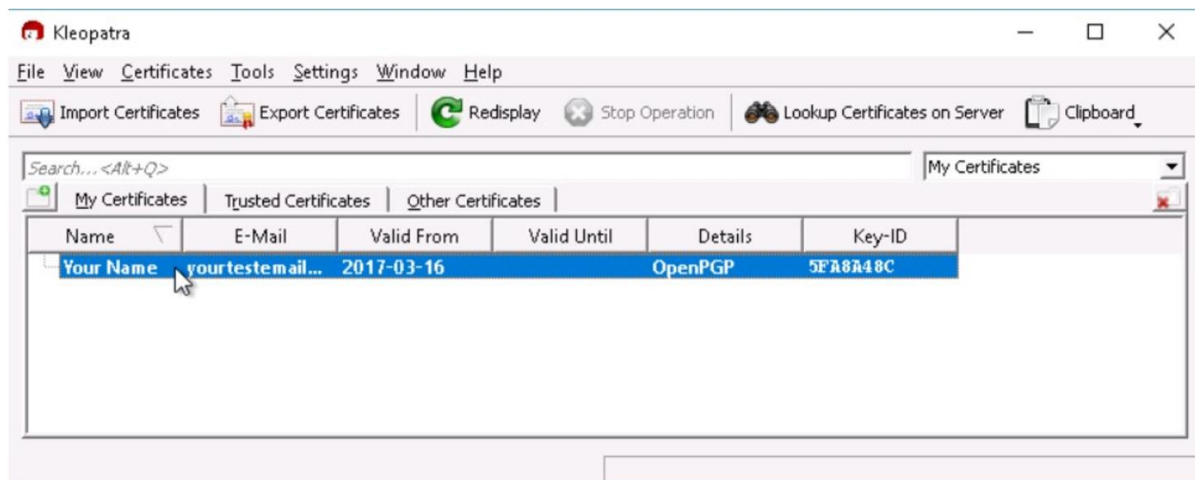 Kleopatra
File View Certificates Tools Settings Window Help
Import Certificates Export Certificates Redisplay Stop Operation Lookup Certificates on Server Clipboard
Search...<Alt+Q> My Certificates
My Certificates Trusted Certificates Other Certificates
Name E-Mail Valid From Valid Until Details Key-ID
Your Name yourtestemail... 2017-03-16 OpenPGP 5FA8A48C